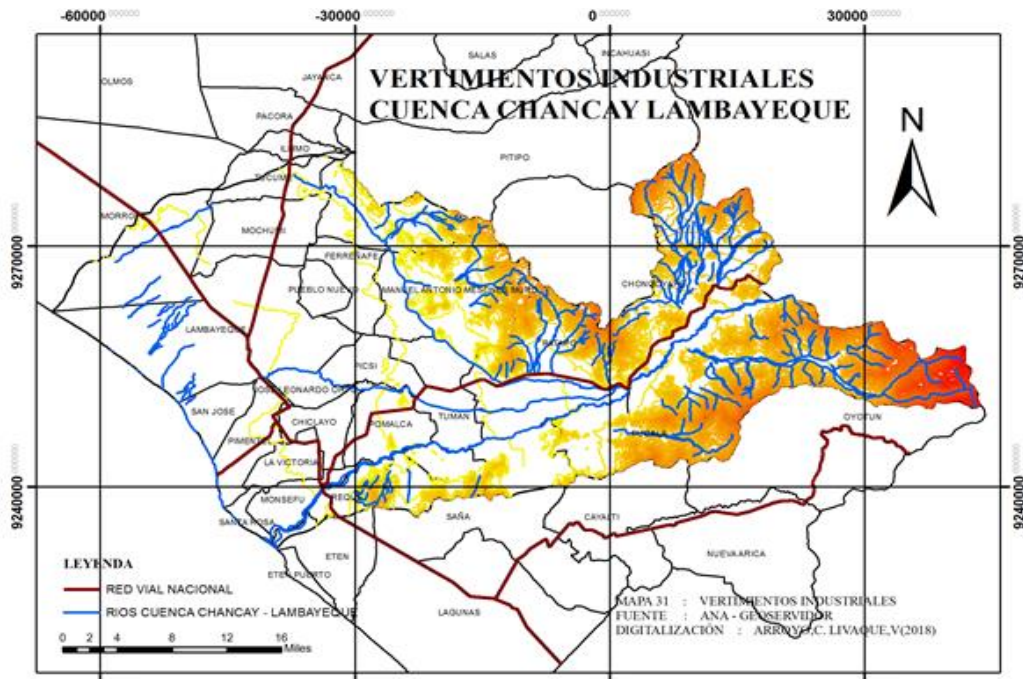 -60000 -30000 0 30000
SALAS INCAHUASI
OLMOS JAYANCA
VERTIMIENTOS INDUSTRIALES
CUENCA CHANCAY LAMBAYEQUE
PACORA
N
ILLIMO
PITIPO
TUCUME
MORROPE
MOCHUMI
9270000 9270000
FERREÑAFE
PUEBLO NUEVO MANUEL ANTONIO MESONES MURO
CHONGOYAPE
LAMBAYEQUE
PICSI
JOSE LEONARDO ORTIZ
SAN JOSE
CHICLAYO
POMALCA
TUMAN
OYOTUN
PIMENTEL
LA VICTORIA
9240000 9240000
MONSEFU REQUE
SANTA ROSA
SAÑA
CAYALTI
ETEN
NUEVA ARICA
ETEN PUERTO
LAGUNAS
LEYENDA
RED VIAL NACIONAL
RIOS CUENCA CHANCAY - LAMBAYEQUE
0 2 4 8 12 16
Miles
MAPA 31 : VERTIMIENTOS INDUSTRIALES
FUENTE : ANA - GEOSERVIDOR
DIGITALIZACIÓN : ARROYO,C. LIVAQUE,V(2018)